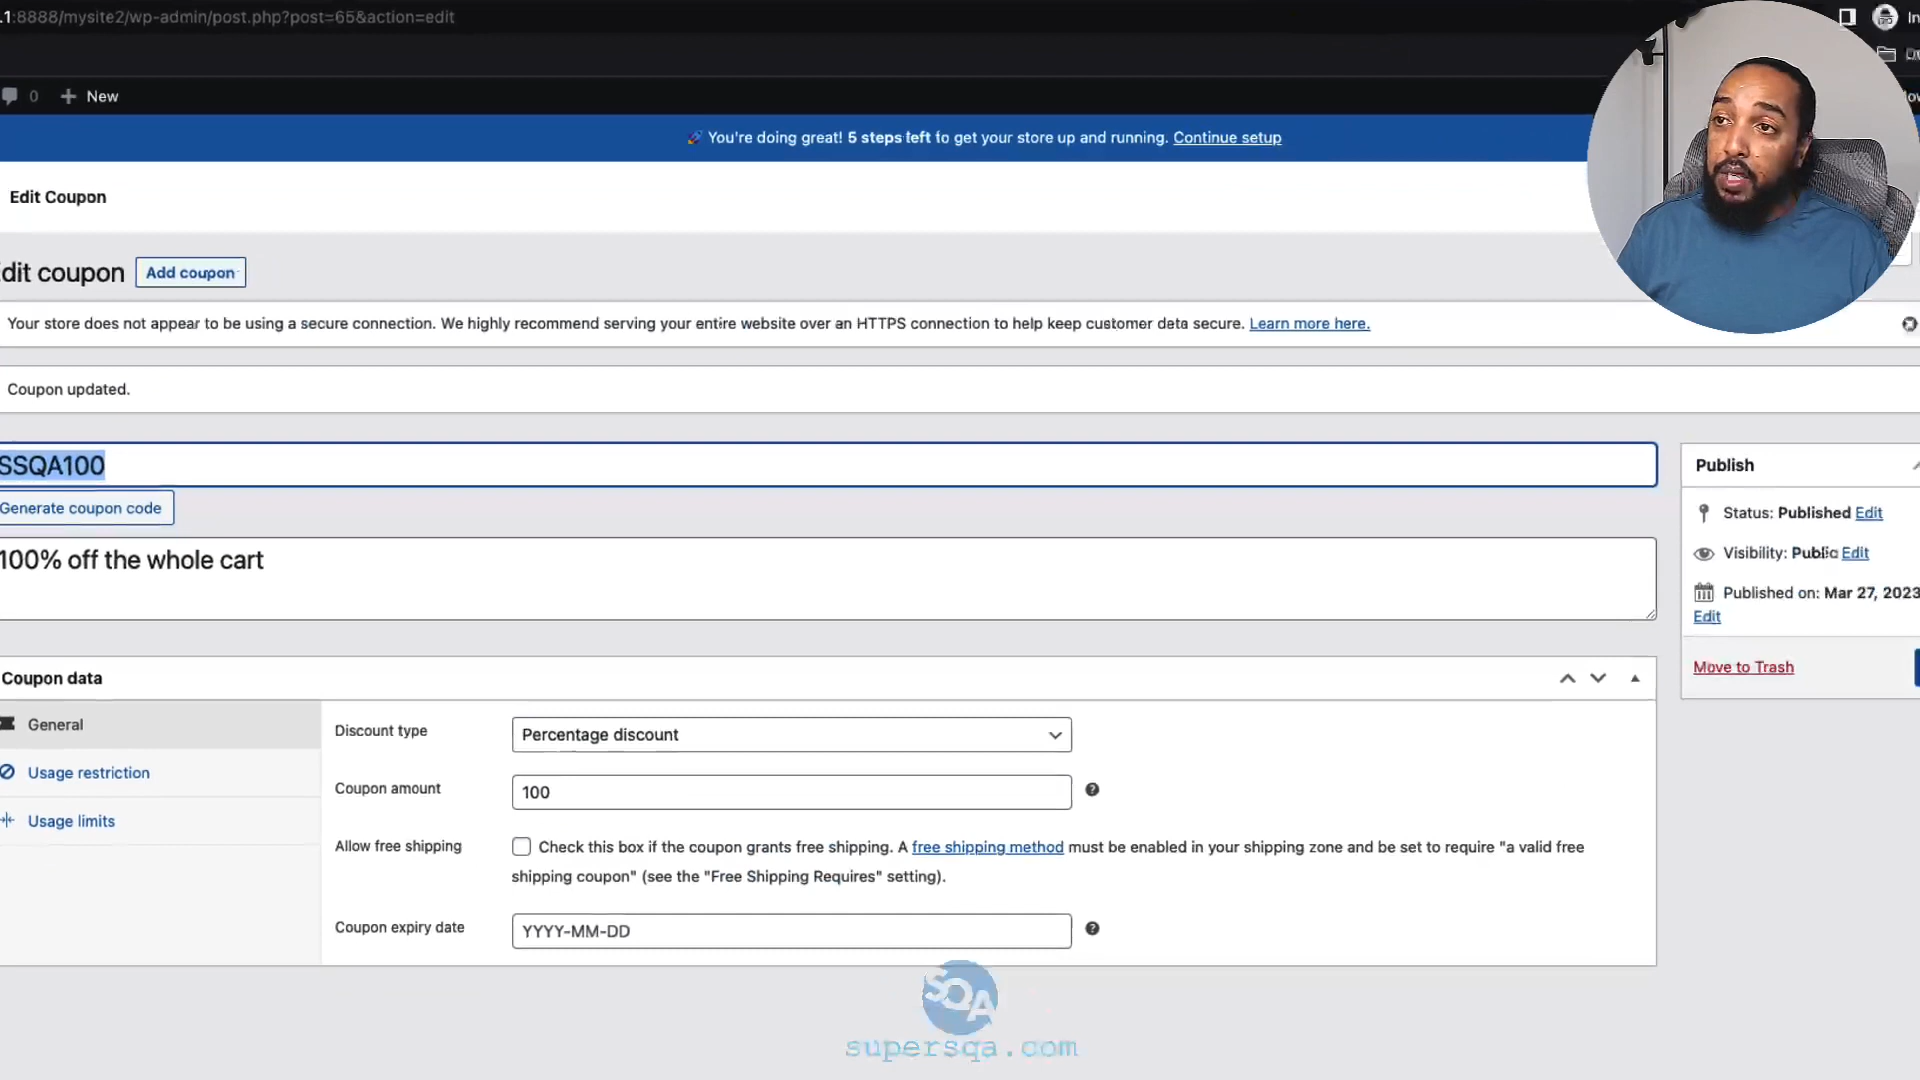 .1:8888/mysite2/wp-admin/post.php?post=65&action=edit
In
0 + New
🚀 You're doing great! 5 steps left to get your store up and running. Continue setup
Edit Coupon
dit coupon Add coupon
Your store does not appear to be using a secure connection. We highly recommend serving your entire website over an HTTPS connection to help keep customer data secure. Learn more here.
Coupon updated.
SSQA100
Generate coupon code
100% off the whole cart
Publish
Status: Published Edit
Visibility: Public Edit
Published on: Mar 27, 2023
Edit
Move to Trash
Coupon data
General
Usage restriction
Usage limits
Discount type Percentage discount
Coupon amount 100
Allow free shipping Check this box if the coupon grants free shipping. A free shipping method must be enabled in your shipping zone and be set to require "a valid free
shipping coupon" (see the "Free Shipping Requires" setting).
Coupon expiry date YYYY-MM-DD
SQA
supersqa.com